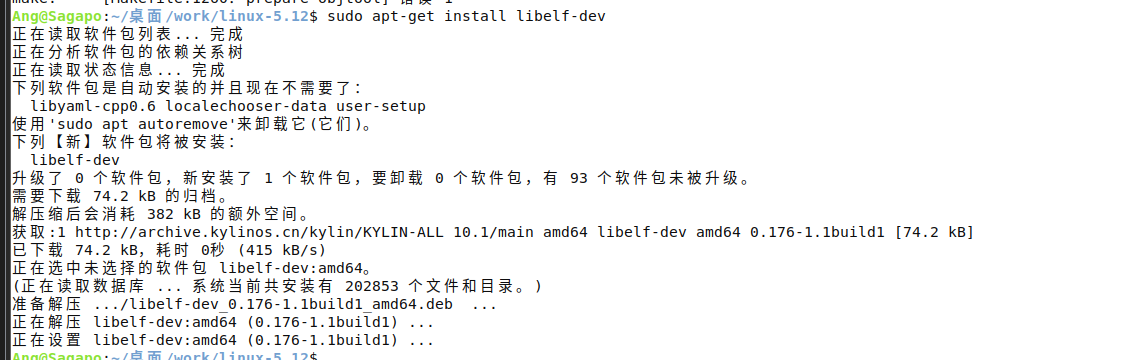 make: *** [Makefile:1280: prepare-objtool] 错误 1
Ang@Sagapo:~/桌面/work/linux-5.12$ sudo apt-get install libelf-dev
正在读取软件包列表... 完成
正在分析软件包的依赖关系树
正在读取状态信息... 完成
下列软件包是自动安装的并且现在不需要了：
  libyaml-cpp0.6 localechooser-data user-setup
使用'sudo apt autoremove'来卸载它(它们)。
下列【新】软件包将被安装：
  libelf-dev
升级了 0 个软件包，新安装了 1 个软件包，要卸载 0 个软件包，有 93 个软件包未被升级。
需要下载 74.2 kB 的归档。
解压缩后会消耗 382 kB 的额外空间。
获取:1 http://archive.kylinos.cn/kylin/KYLIN-ALL 10.1/main amd64 libelf-dev amd64 0.176-1.1build1 [74.2 kB]
已下载 74.2 kB，耗时 0秒 (415 kB/s)
正在选中未选择的软件包 libelf-dev:amd64。
(正在读取数据库 ... 系统当前共安装有 202853 个文件和目录。)
准备解压 .../libelf-dev_0.176-1.1build1_amd64.deb  ...
正在解压 libelf-dev:amd64 (0.176-1.1build1) ...
正在设置 libelf-dev:amd64 (0.176-1.1build1) ...
Ang@Sagapo:~/桌面/work/linux-5.12$